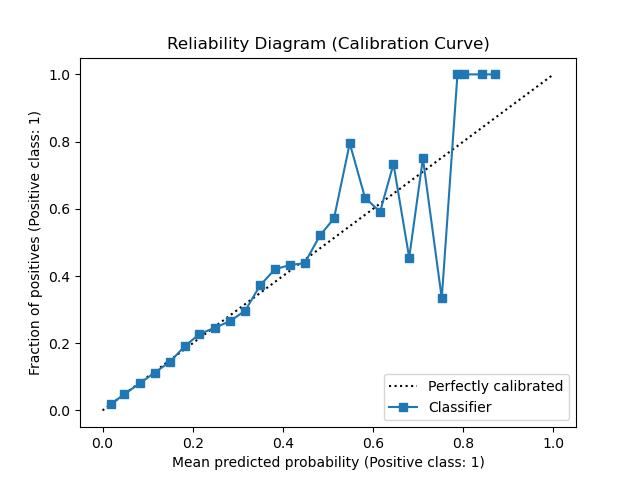 Reliability Diagram (Calibration Curve)
1.0
0.8
0.6
0.4
0.2
0.0
Fraction of positives (Positive class: 1)
Perfectly calibrated
Classifier
0.0 0.2 0.4 0.6 0.8 1.0
Mean predicted probability (Positive class: 1)